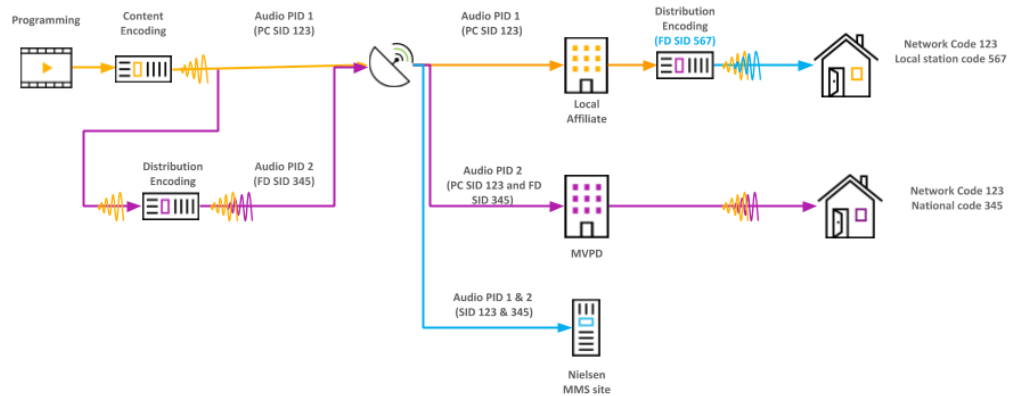 Programming
Content
Encoding
Audio PID 1
(PC SID 123)
Audio PID 1
(PC SID 123)
Distribution
Encoding
(FD SID 567)
Network Code 123
Local station code 567
Local
Affiliate
Distribution
Encoding
Audio PID 2
(FD SID 345)
Audio PID 2
(PC SID 123 and FD
SID 345)
Network Code 123
National code 345
MVPD
Audio PID 1 & 2
(SID 123 & 345)
Nielsen
MMS site